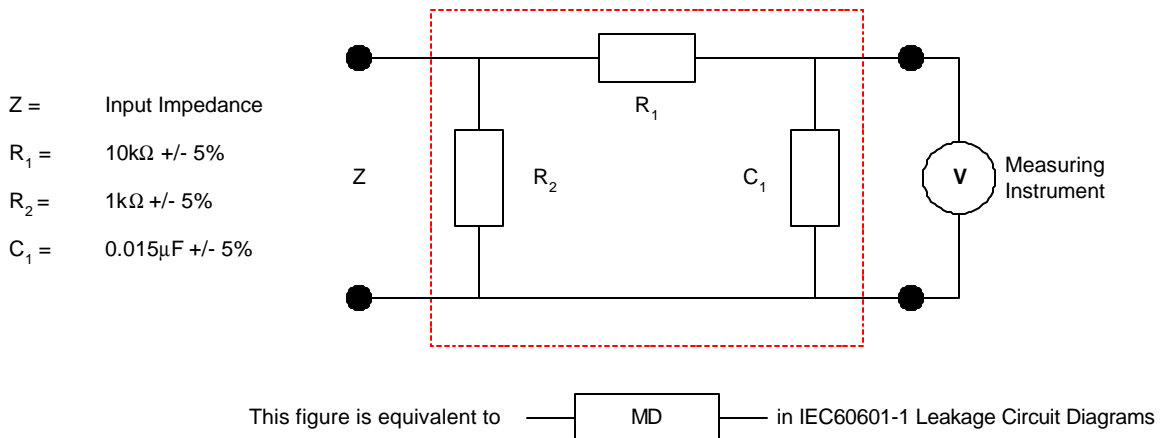 Z = Input Impedance
R1 = 10kΩ +/- 5%
R2 = 1kΩ +/- 5%
C1 = 0.015μF +/- 5%
Z
R1
R2
C1
V
Measuring
Instrument
This figure is equivalent to MD in IEC60601-1 Leakage Circuit Diagrams